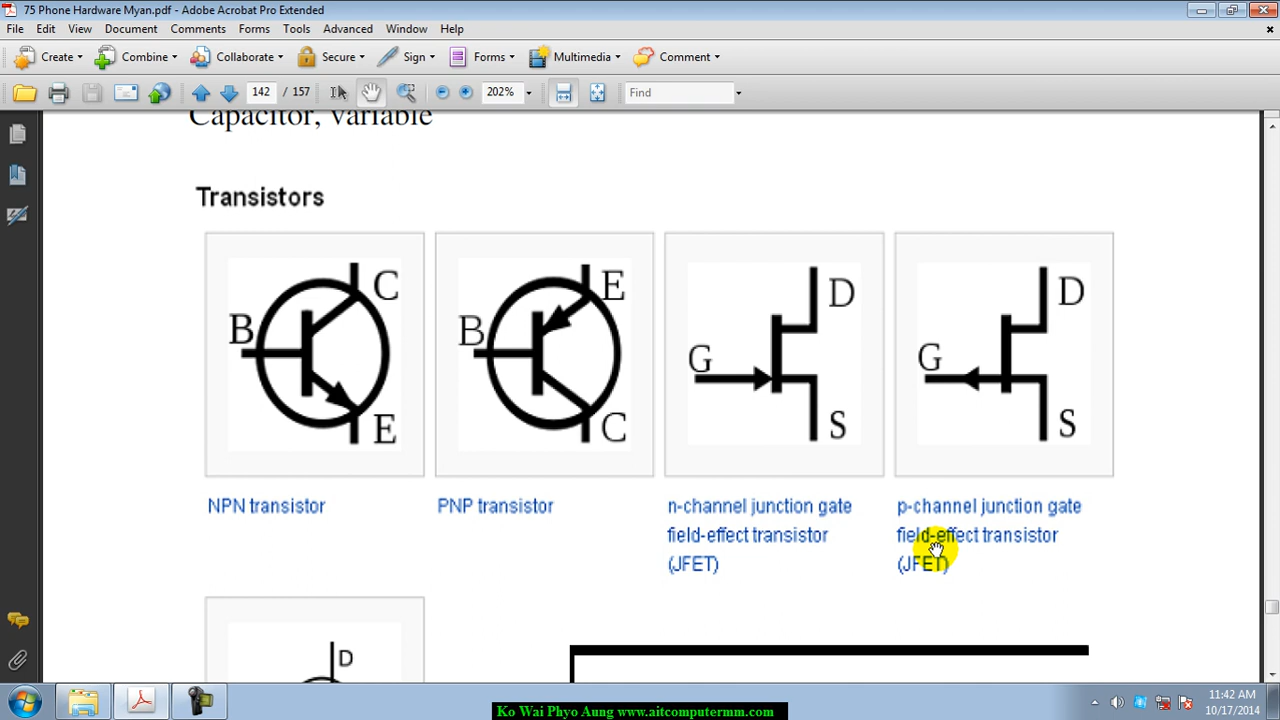 75 Phone Hardware Myan.pdf - Adobe Acrobat Pro Extended
File Edit View Document Comments Forms Tools Advanced Window Help
Create Combine Collaborate Secure Sign Forms Multimedia Comment
142 / 157 202% Find
Capacitor, variable
Transistors
C
B
E
E
B
C
D
G
S
D
G
S
NPN transistor
PNP transistor
n-channel junction gate
field-effect transistor
(JFET)
p-channel junction gate
field-effect transistor
(JFET)
D
11:42 AM
10/17/2014
Ko Wai Phyo Aung www.aitcomputermm.com